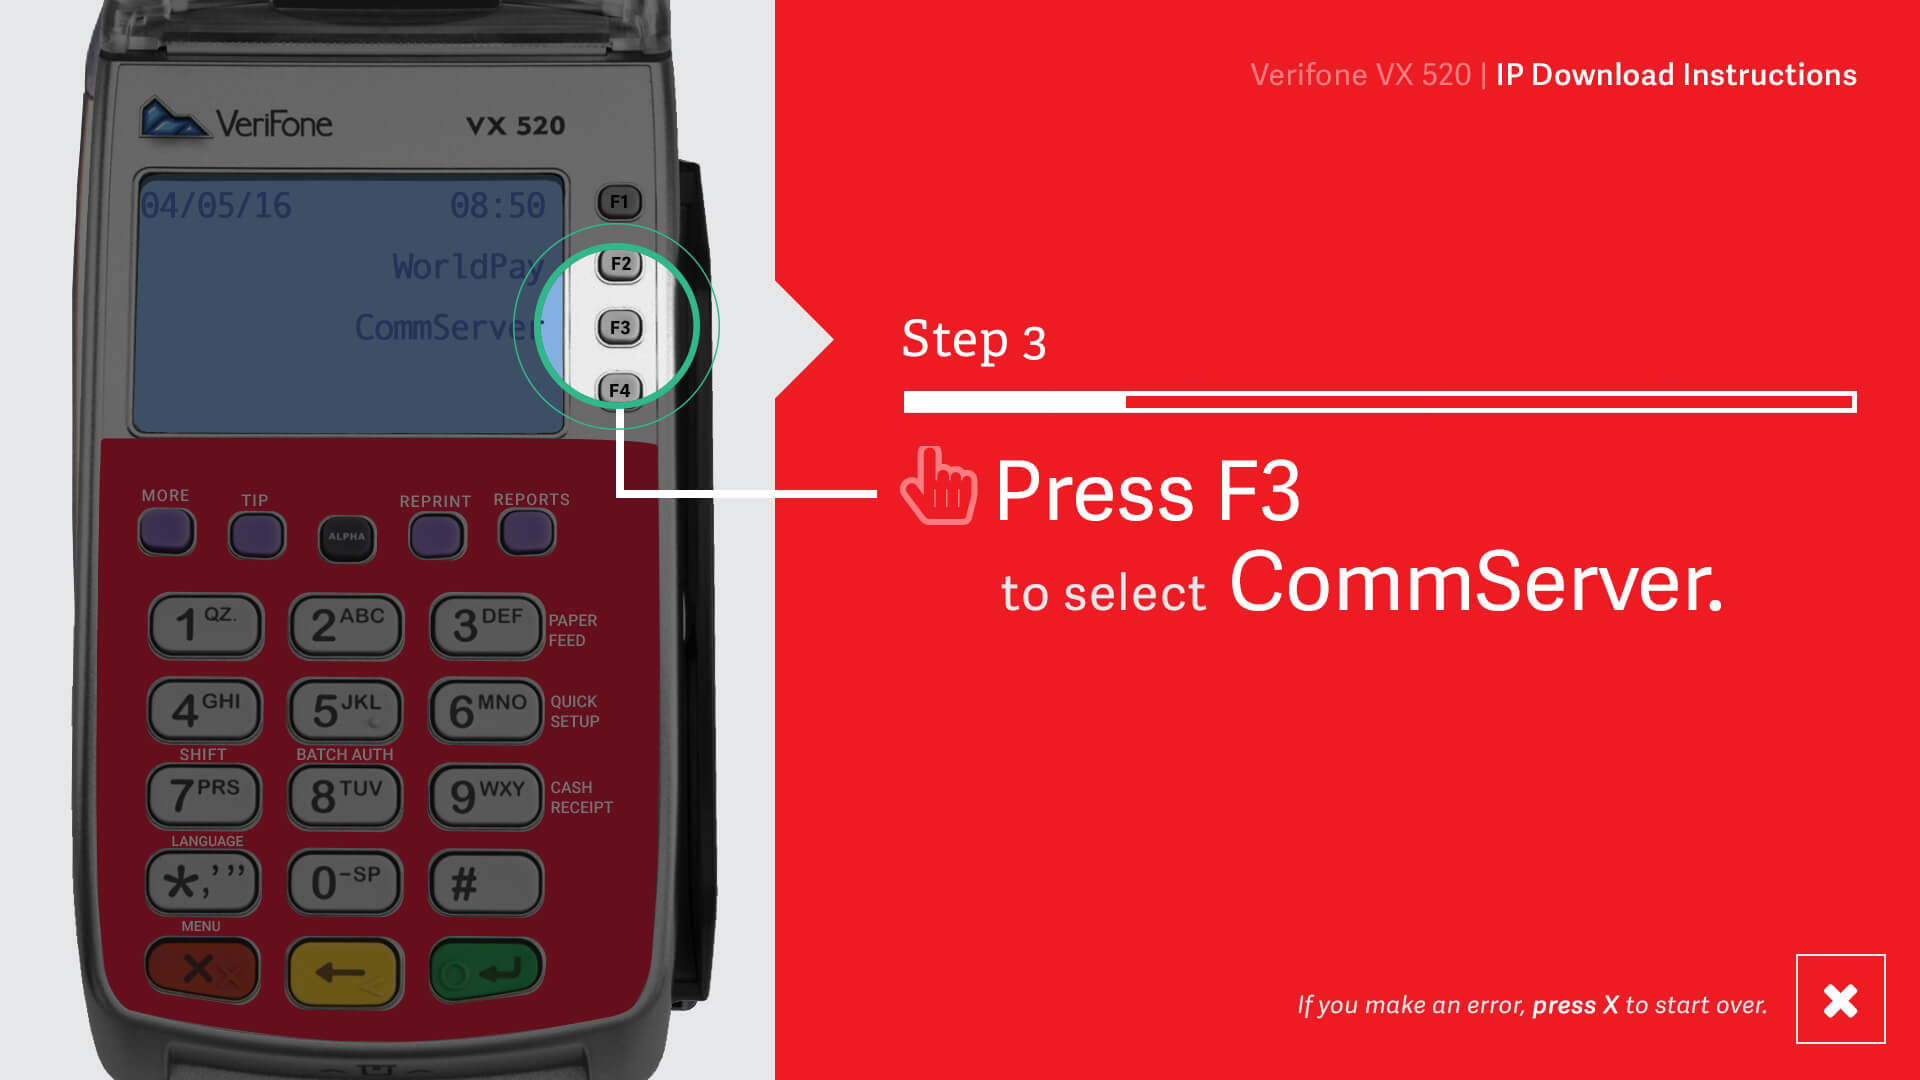 VeriFone
VX 520
04/05/16 08:50
WorldPay
CommServer
F1
F2
F3
F4
MORE TIP ALPHA REPRINT REPORTS
1 QZ. 2 ABC 3 DEF PAPER FEED
4 GHI 5 JKL 6 MNO QUICK SETUP
SHIFT BATCH AUTH
7 PRS 8 TUV 9 WXY CASH RECEIPT
LANGUAGE
*,'" 0 -SP #
MENU
Verifone VX 520 | IP Download Instructions
Step 3
Press F3
to select CommServer.
If you make an error, press X to start over.